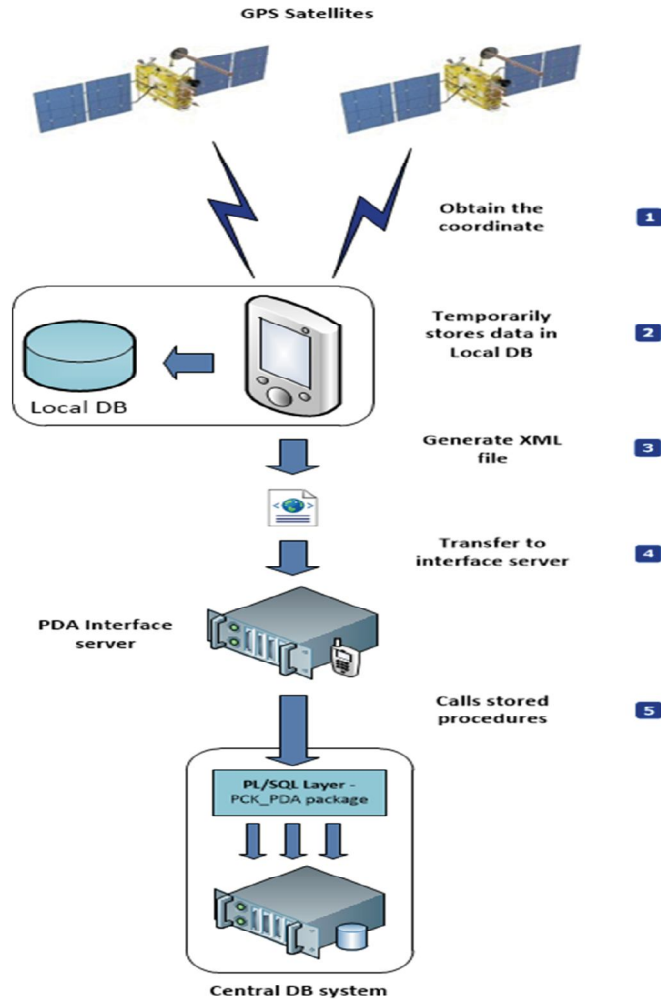 GPS Satellites
Obtain the
coordinate
1
Temporarily
stores data in
Local DB
2
Local DB
Generate XML
file
3
Transfer to
interface server
4
PDA Interface
server
Calls stored
procedures
5
PL/SQL Layer -
PCK_PDA package
Central DB system